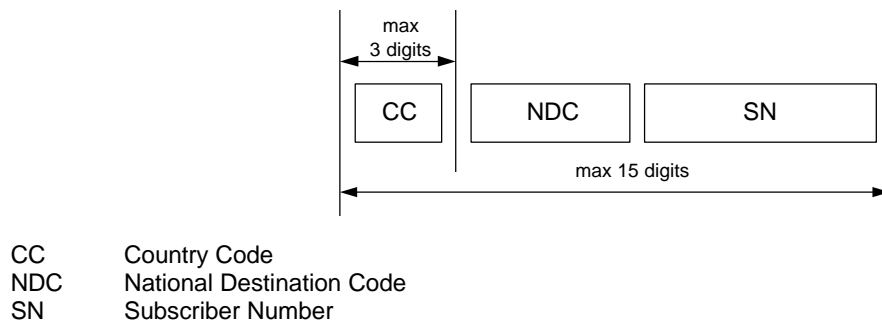 max
3 digits
CC NDC SN
max 15 digits
CC Country Code
NDC National Destination Code
SN Subscriber Number